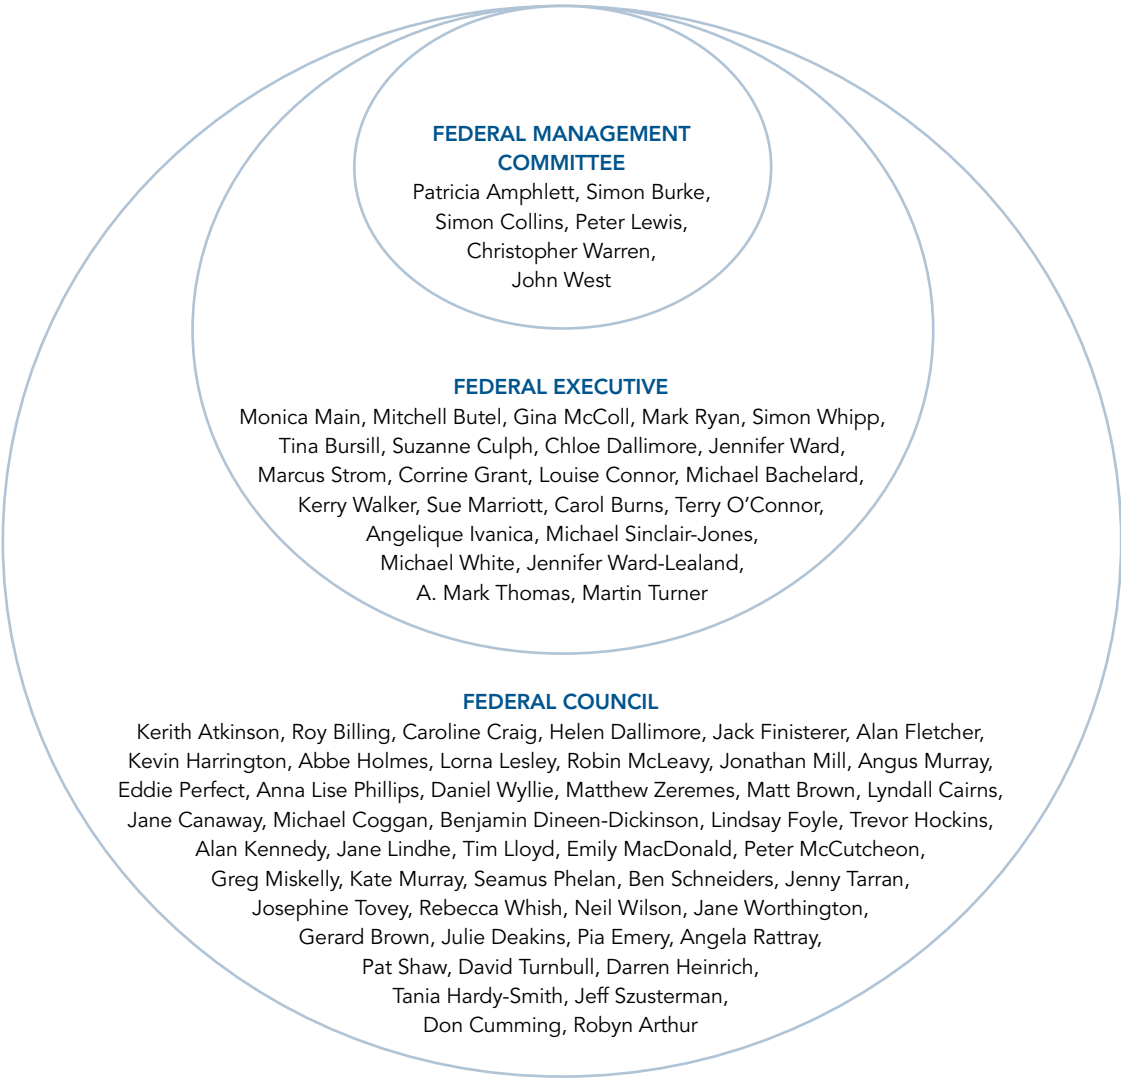 FEDERAL MANAGEMENT
COMMITTEE
Patricia Amphlett, Simon Burke,
Simon Collins, Peter Lewis,
Christopher Warren,
John West
FEDERAL EXECUTIVE
Monica Main, Mitchell Butel, Gina McColl, Mark Ryan, Simon Whipp,
Tina Bursill, Suzanne Culph, Chloe Dallimore, Jennifer Ward,
Marcus Strom, Corrine Grant, Louise Connor, Michael Bachelard,
Kerry Walker, Sue Marriott, Carol Burns, Terry O’Connor,
Angelique Ivanica, Michael Sinclair-Jones,
Michael White, Jennifer Ward-Lealand,
A. Mark Thomas, Martin Turner
FEDERAL COUNCIL
Kerith Atkinson, Roy Billing, Caroline Craig, Helen Dallimore, Jack Finisterer, Alan Fletcher,
Kevin Harrington, Abbe Holmes, Lorna Lesley, Robin McLeavy, Jonathan Mill, Angus Murray,
Eddie Perfect, Anna Lise Phillips, Daniel Wyllie, Matthew Zeremes, Matt Brown, Lyndall Cairns,
Jane Canaway, Michael Coggan, Benjamin Dineen-Dickinson, Lindsay Foyle, Trevor Hockins,
Alan Kennedy, Jane Lindhe, Tim Lloyd, Emily MacDonald, Peter McCutcheon,
Greg Miskelly, Kate Murray, Seamus Phelan, Ben Schneiders, Jenny Tarran,
Josephine Tovey, Rebecca Whish, Neil Wilson, Jane Worthington,
Gerard Brown, Julie Deakins, Pia Emery, Angela Rattray,
Pat Shaw, David Turnbull, Darren Heinrich,
Tania Hardy-Smith, Jeff Szusterman,
Don Cumming, Robyn Arthur